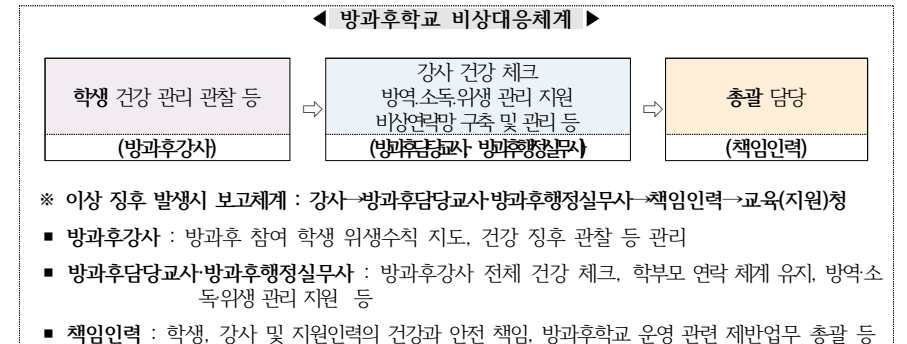 ◀ 방과후학교 비상대응체계 ▶
학생 건강 관리 관찰 등
(방과후강사)
⇨
강사 건강 체크
방역·소독·위생 관리 지원
비상연락망 구축 및 관리 등
(방과후담당교사· 방과후행정실무사)
⇨
총괄 담당
(책임인력)
※ 이상 징후 발생시 보고체계 : 강사→방과후담당교사·방과후행정실무사→책임인력→교육(지원)청
▪ 방과후강사 : 방과후 참여 학생 위생수칙 지도, 건강 징후 관찰 등 관리
▪ 방과후담당교사·방과후행정실무사 : 방과후강사 전체 건강 체크, 학부모 연락 체계 유지, 방역·소
독·위생 관리 지원 등
▪ 책임인력 : 학생, 강사 및 지원인력의 건강과 안전 책임, 방과후학교 운영 관련 제반업무 총괄 등